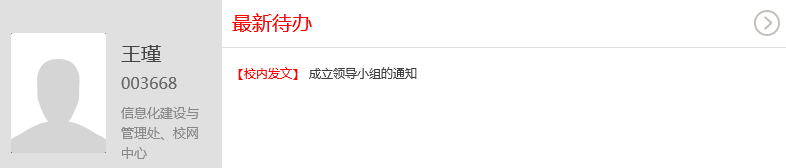 王瑾
003668
信息化建设与
管理处、校网
中心
最新待办
【校内发文】 成立领导小组的通知